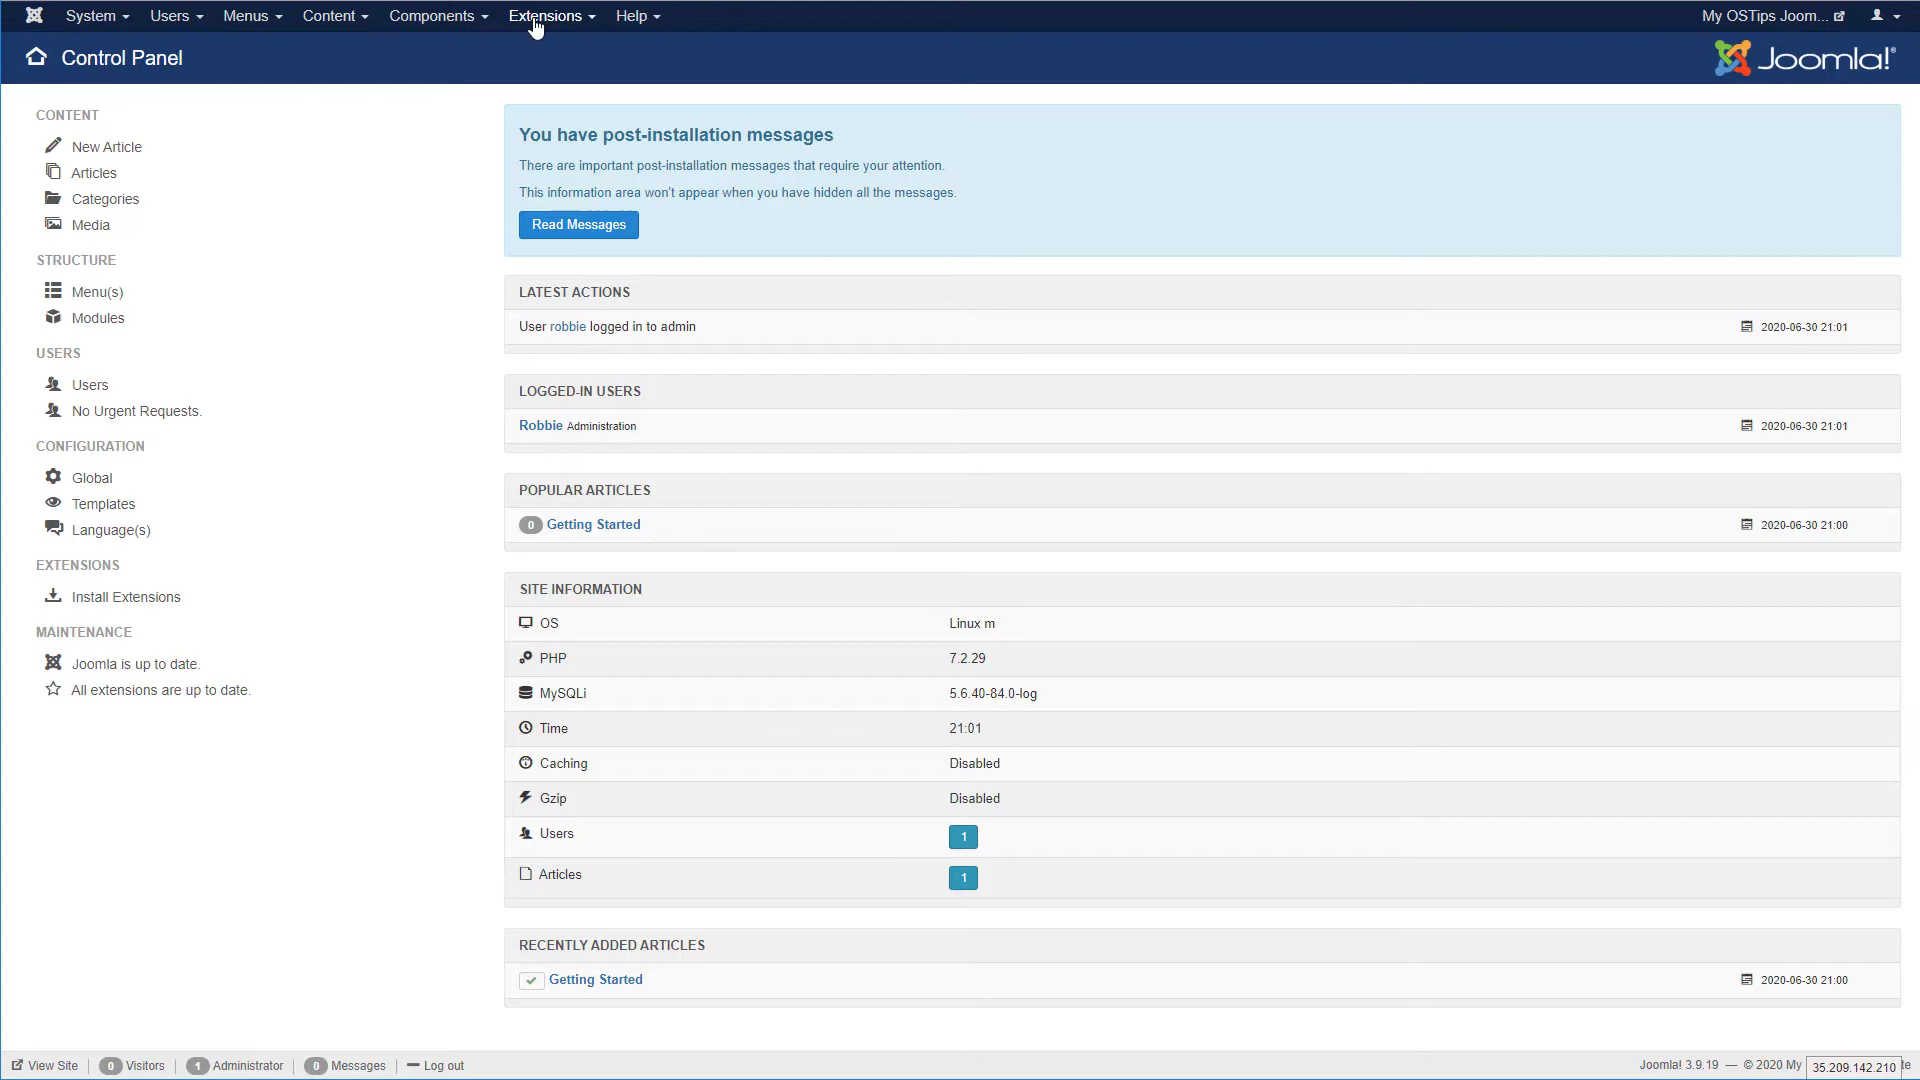 System Users Menus Content Components Extensions Help My OSTips Joom...
Control Panel Joomla!®
CONTENT
New Article
Articles
Categories
Media
STRUCTURE
Menu(s)
Modules
USERS
Users
No Urgent Requests.
CONFIGURATION
Global
Templates
Language(s)
EXTENSIONS
Install Extensions
MAINTENANCE
Joomla is up to date.
All extensions are up to date.
You have post-installation messages
There are important post-installation messages that require your attention.
This information area won't appear when you have hidden all the messages.
Read Messages
LATEST ACTIONS
User robbie logged in to admin 2020-06-30 21:01
LOGGED-IN USERS
Robbie Administration 2020-06-30 21:01
POPULAR ARTICLES
0 Getting Started 2020-06-30 21:00
SITE INFORMATION
OS Linux m
PHP 7.2.29
MySQLi 5.6.40-84.0-log
Time 21:01
Caching Disabled
Gzip Disabled
Users 1
Articles 1
RECENTLY ADDED ARTICLES
Getting Started 2020-06-30 21:00
View Site 0 Visitors 1 Administrator 0 Messages Log out Joomla! 3.9.19 — © 2020 My 35.209.142.210